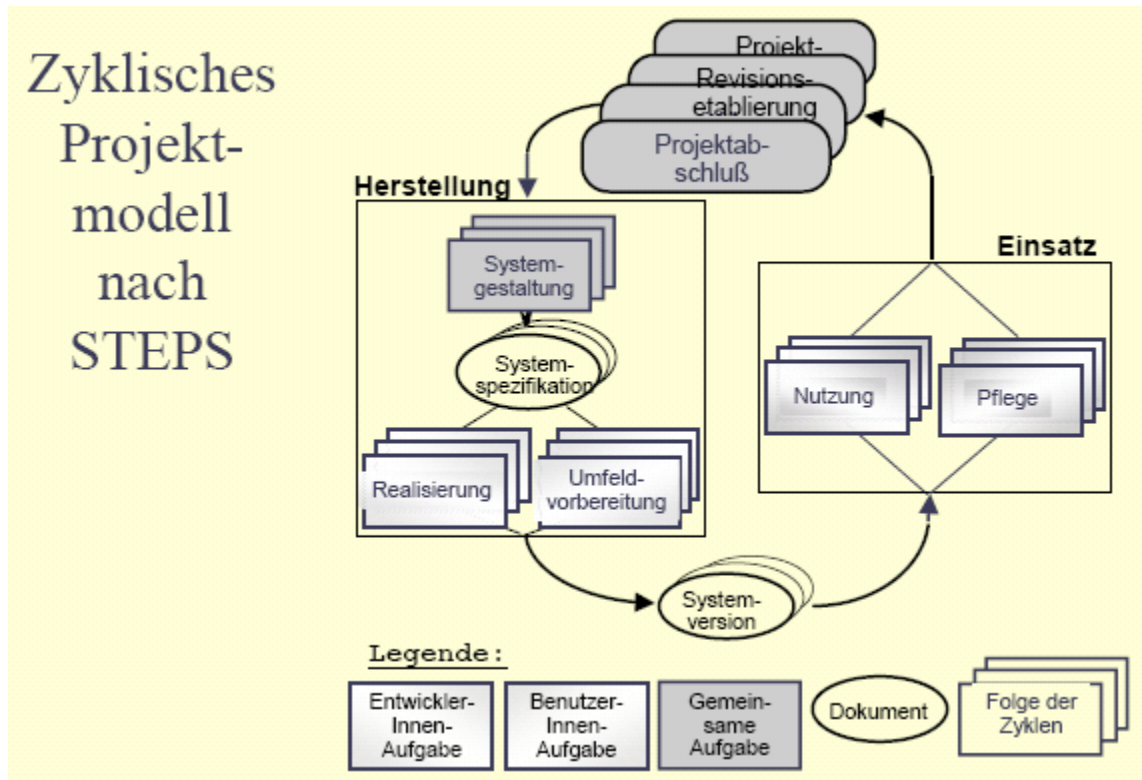 Zyklisches
Projekt-
modell
nach
STEPS
Projekt-
Revisions-
etablierung
Projektab-
schluß
Herstellung
System-
gestaltung
System-
spezifikation
Realisierung
Umfeld-
vorbereitung
Einsatz
Nutzung
Pflege
System-
version
Legende:
Entwickler-
Innen-
Aufgabe
Benutzer-
Innen-
Aufgabe
Gemein-
same
Aufgabe
Dokument
Folge der
Zyklen